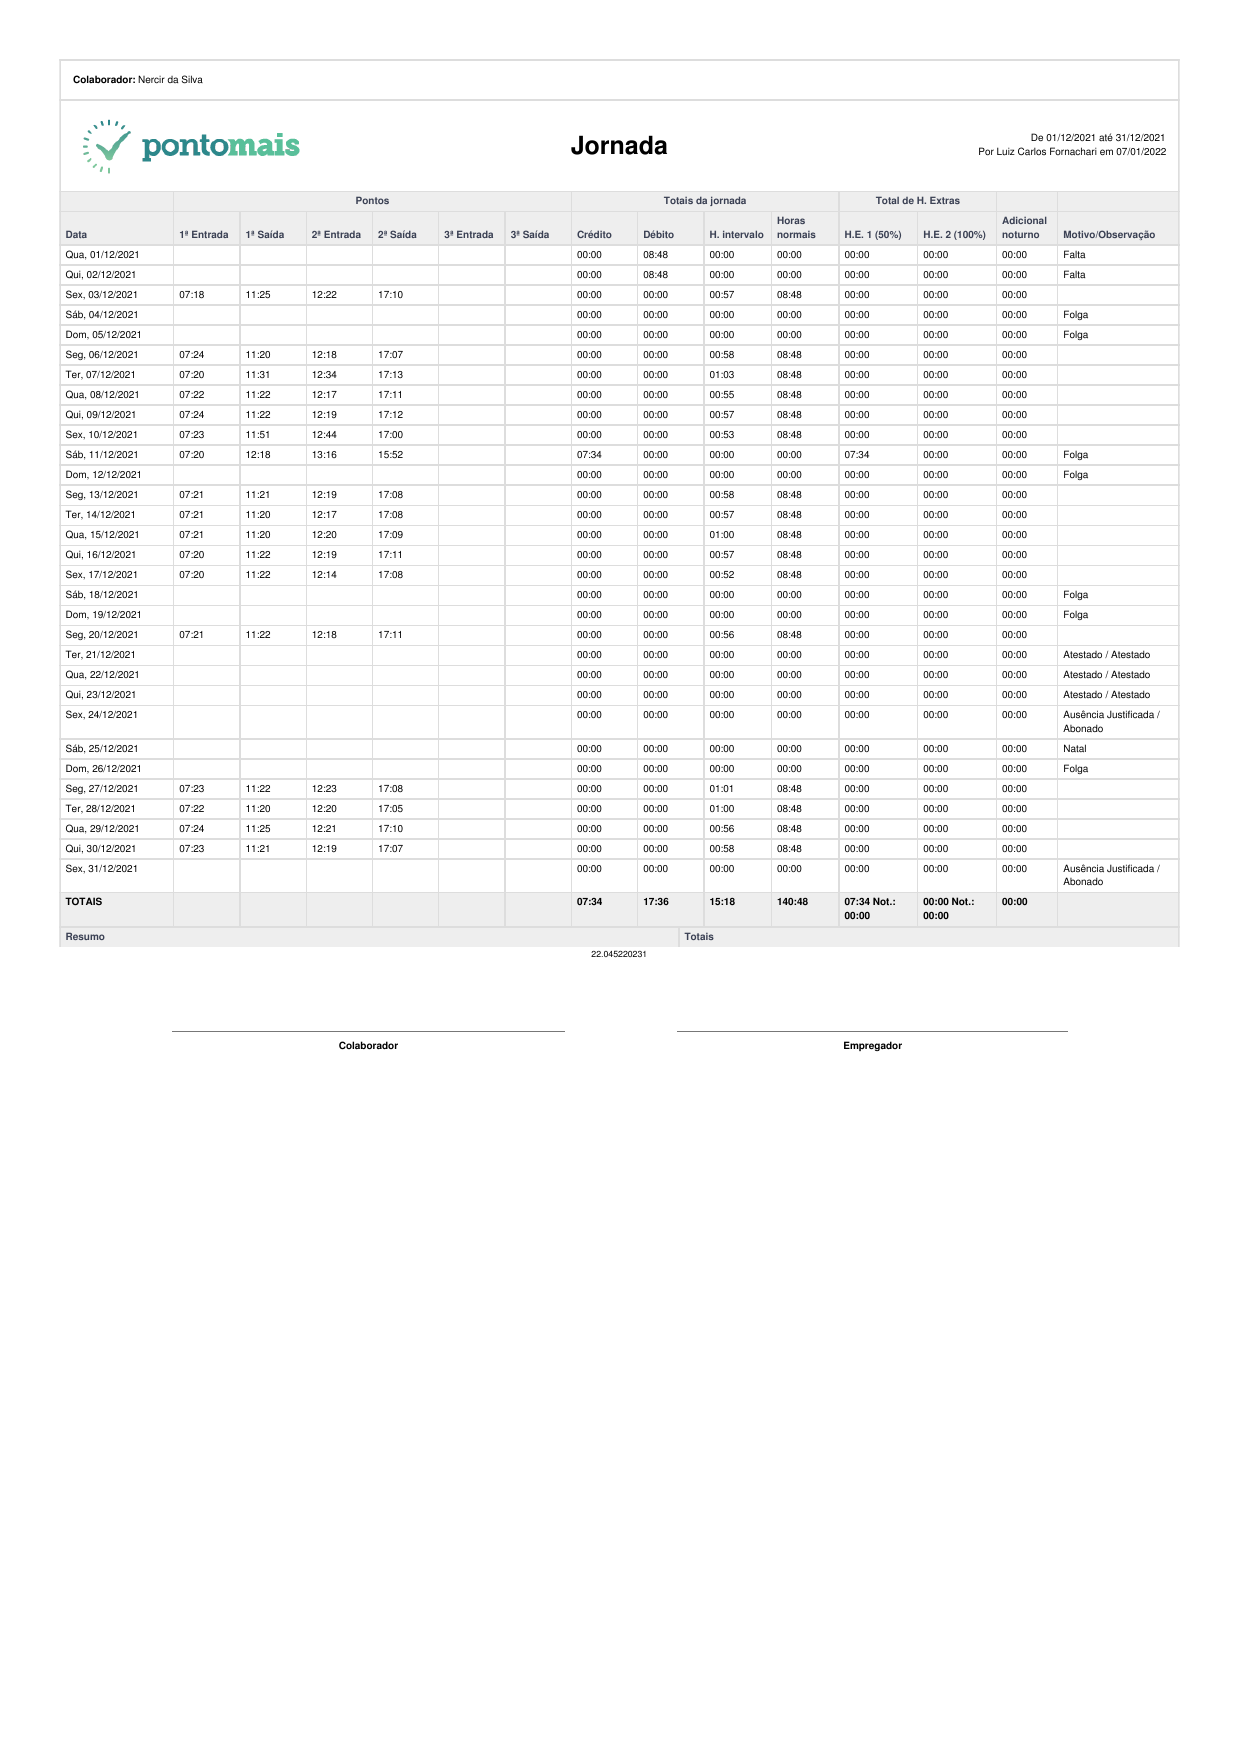 Colaborador: Nercir da Silva
pontomais
Jornada
De 01/12/2021 até 31/12/2021
Por Luiz Carlos Fornachari em 07/01/2022
Pontos Totais da jornada Total de H. Extras
Data 1ª Entrada 1ª Saída 2ª Entrada 2ª Saída 3ª Entrada 3ª Saída Crédito Débito H. intervalo Horas normais H.E. 1 (50%) H.E. 2 (100%) Adicional noturno Motivo/Observação
Qua, 01/12/2021 00:00 08:48 00:00 00:00 00:00 00:00 00:00 Falta
Qui, 02/12/2021 00:00 08:48 00:00 00:00 00:00 00:00 00:00 Falta
Sex, 03/12/2021 07:18 11:25 12:22 17:10 00:00 00:00 00:57 08:48 00:00 00:00 00:00
Sáb, 04/12/2021 00:00 00:00 00:00 00:00 00:00 00:00 00:00 Folga
Dom, 05/12/2021 00:00 00:00 00:00 00:00 00:00 00:00 00:00 Folga
Seg, 06/12/2021 07:24 11:20 12:18 17:07 00:00 00:00 00:58 08:48 00:00 00:00 00:00
Ter, 07/12/2021 07:20 11:31 12:34 17:13 00:00 00:00 01:03 08:48 00:00 00:00 00:00
Qua, 08/12/2021 07:22 11:22 12:17 17:11 00:00 00:00 00:55 08:48 00:00 00:00 00:00
Qui, 09/12/2021 07:24 11:22 12:19 17:12 00:00 00:00 00:57 08:48 00:00 00:00 00:00
Sex, 10/12/2021 07:23 11:51 12:44 17:00 00:00 00:00 00:53 08:48 00:00 00:00 00:00
Sáb, 11/12/2021 07:20 12:18 13:16 15:52 07:34 00:00 00:00 00:00 07:34 00:00 00:00 Folga
Dom, 12/12/2021 00:00 00:00 00:00 00:00 00:00 00:00 00:00 Folga
Seg, 13/12/2021 07:21 11:21 12:19 17:08 00:00 00:00 00:58 08:48 00:00 00:00 00:00
Ter, 14/12/2021 07:21 11:20 12:17 17:08 00:00 00:00 00:57 08:48 00:00 00:00 00:00
Qua, 15/12/2021 07:21 11:20 12:20 17:09 00:00 00:00 01:00 08:48 00:00 00:00 00:00
Qui, 16/12/2021 07:20 11:22 12:19 17:11 00:00 00:00 00:57 08:48 00:00 00:00 00:00
Sex, 17/12/2021 07:20 11:22 12:14 17:08 00:00 00:00 00:52 08:48 00:00 00:00 00:00
Sáb, 18/12/2021 00:00 00:00 00:00 00:00 00:00 00:00 00:00 Folga
Dom, 19/12/2021 00:00 00:00 00:00 00:00 00:00 00:00 00:00 Folga
Seg, 20/12/2021 07:21 11:22 12:18 17:11 00:00 00:00 00:56 08:48 00:00 00:00 00:00
Ter, 21/12/2021 00:00 00:00 00:00 00:00 00:00 00:00 00:00 Atestado / Atestado
Qua, 22/12/2021 00:00 00:00 00:00 00:00 00:00 00:00 00:00 Atestado / Atestado
Qui, 23/12/2021 00:00 00:00 00:00 00:00 00:00 00:00 00:00 Atestado / Atestado
Sex, 24/12/2021 00:00 00:00 00:00 00:00 00:00 00:00 00:00 Ausência Justificada /
Abonado
Sáb, 25/12/2021 00:00 00:00 00:00 00:00 00:00 00:00 00:00 Natal
Dom, 26/12/2021 00:00 00:00 00:00 00:00 00:00 00:00 00:00 Folga
Seg, 27/12/2021 07:23 11:22 12:23 17:08 00:00 00:00 01:01 08:48 00:00 00:00 00:00
Ter, 28/12/2021 07:22 11:20 12:20 17:05 00:00 00:00 01:00 08:48 00:00 00:00 00:00
Qua, 29/12/2021 07:24 11:25 12:21 17:10 00:00 00:00 00:56 08:48 00:00 00:00 00:00
Qui, 30/12/2021 07:23 11:21 12:19 17:07 00:00 00:00 00:58 08:48 00:00 00:00 00:00
Sex, 31/12/2021 00:00 00:00 00:00 00:00 00:00 00:00 00:00 Ausência Justificada /
Abonado
TOTAIS 07:34 17:36 15:18 140:48 07:34 Not.: 00:00 Not.: 00:00
00:00 00:00
Resumo Totais
22.045220231
Colaborador Empregador